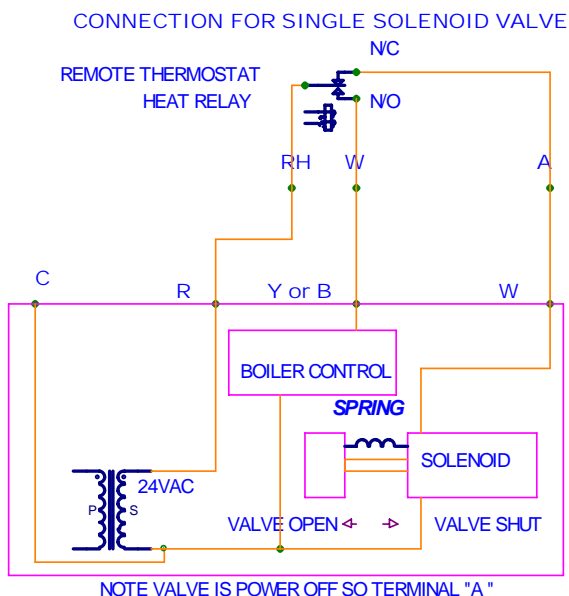 CONNECTION FOR SINGLE SOLENOID VALVE
N/C
REMOTE THERMOSTAT
HEAT RELAY
N/O
RH W A
C
R Y or B W
BOILER CONTROL
SPRING
SOLENOID
24VAC
P S
VALVE OPEN VALVE SHUT
NOTE VALVE IS POWER OFF SO TERMINAL "A "